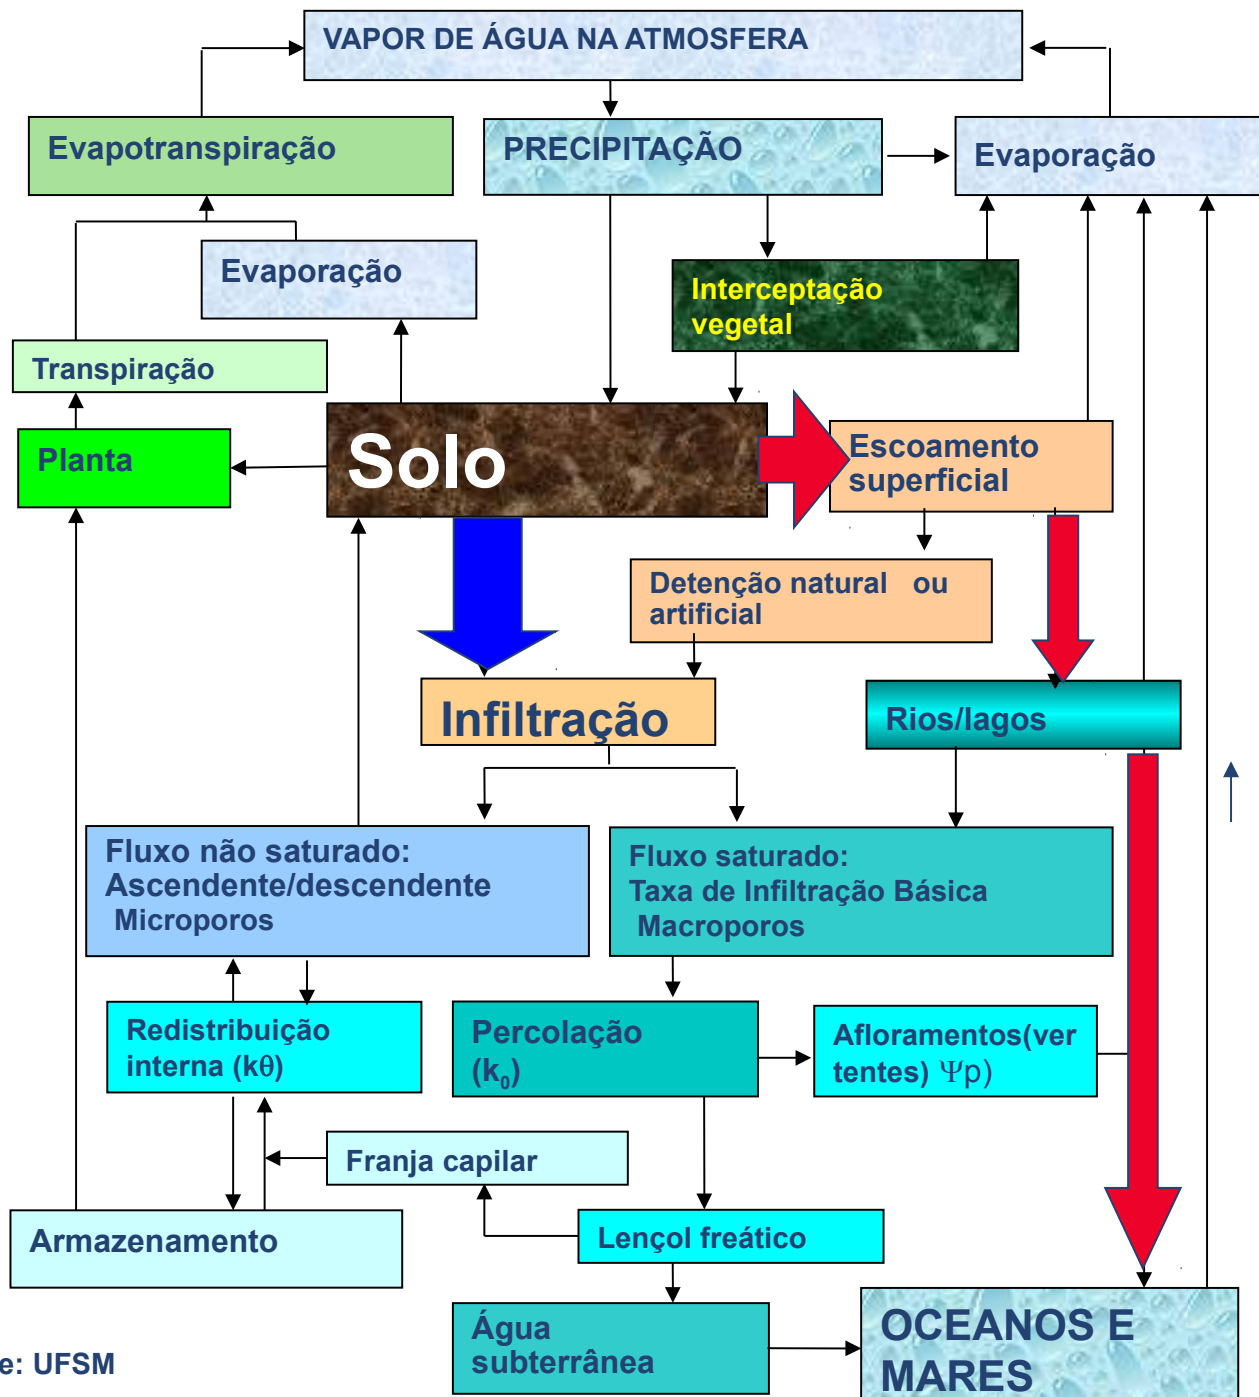 VAPOR DE ÁGUA NA ATMOSFERA
Evapotranspiração
PRECIPITAÇÃO
Evaporação
Evaporação
Interceptação
vegetal
Transpiração
Planta
Solo
Escoamento
superficial
Detenção natural ou
artificial
Infiltração
Rios/lagos
Fluxo não saturado:
Ascendente/descendente
Microporos
Fluxo saturado:
Taxa de Infiltração Básica
Macroporos
Redistribuição
interna (kθ)
Percolação
(k₀)
Afloramentos(ver
tentes) Ψp)
Franja capilar
Armazenamento
Lençol freático
Água
subterrânea
OCEANOS E
MARES
e: UFSM